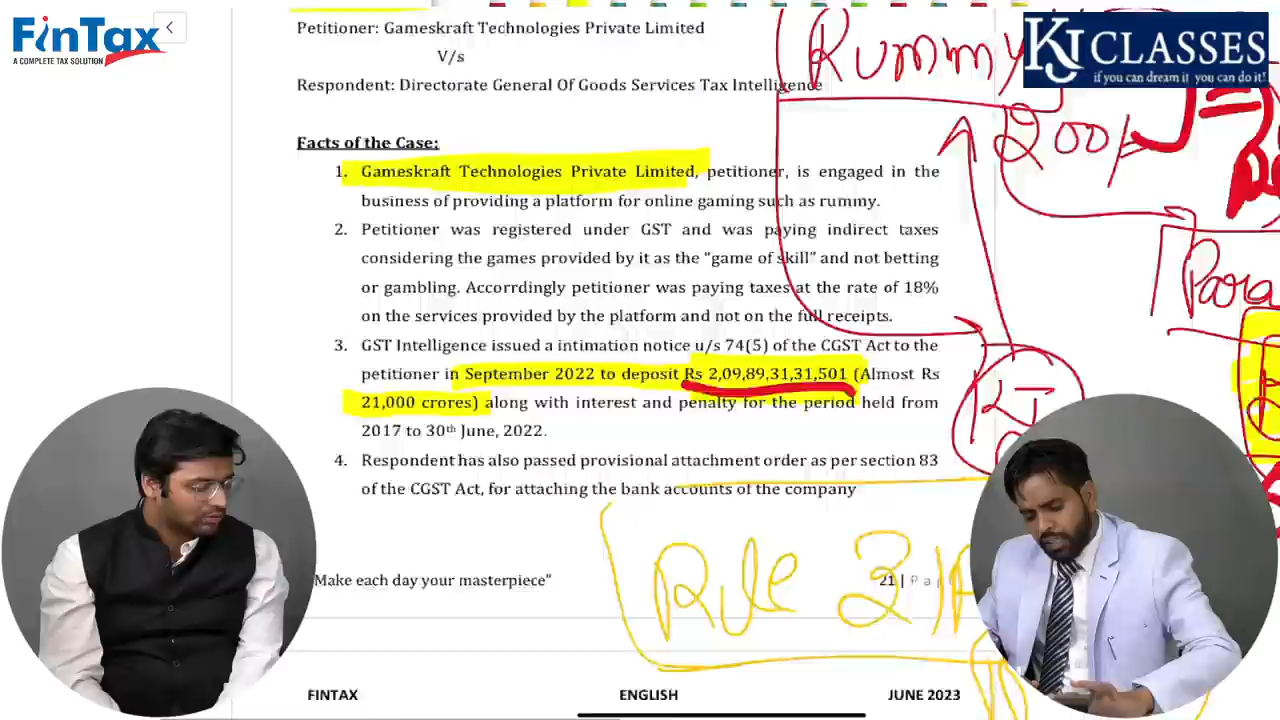 FinTax
A COMPLETE TAX SOLUTION
KJ CLASSES
if you can dream it you can do it!
Petitioner: Gameskraft Technologies Private Limited
V/s
Respondent: Directorate General Of Goods Services Tax Intelligence
Rummy
200/-
Facts of the Case:
1. Gameskraft Technologies Private Limited, petitioner, is engaged in the
business of providing a platform for online gaming such as rummy.
2. Petitioner was registered under GST and was paying indirect taxes
considering the games provided by it as the "game of skill" and not betting
or gambling. Accorrdingly petitioner was paying taxes at the rate of 18%
on the services provided by the platform and not on the full receipts.
3. GST Intelligence issued a intimation notice u/s 74(5) of the CGST Act to the
petitioner in September 2022 to deposit Rs 2,09,89,31,31,501 (Almost Rs
21,000 crores) along with interest and penalty for the period held from
2017 to 30th June, 2022.
4. Respondent has also passed provisional attachment order as per section 83
of the CGST Act, for attaching the bank accounts of the company
Para
Rule 31A
Make each day your masterpiece"
21 | P a
FINTAX ENGLISH JUNE 2023